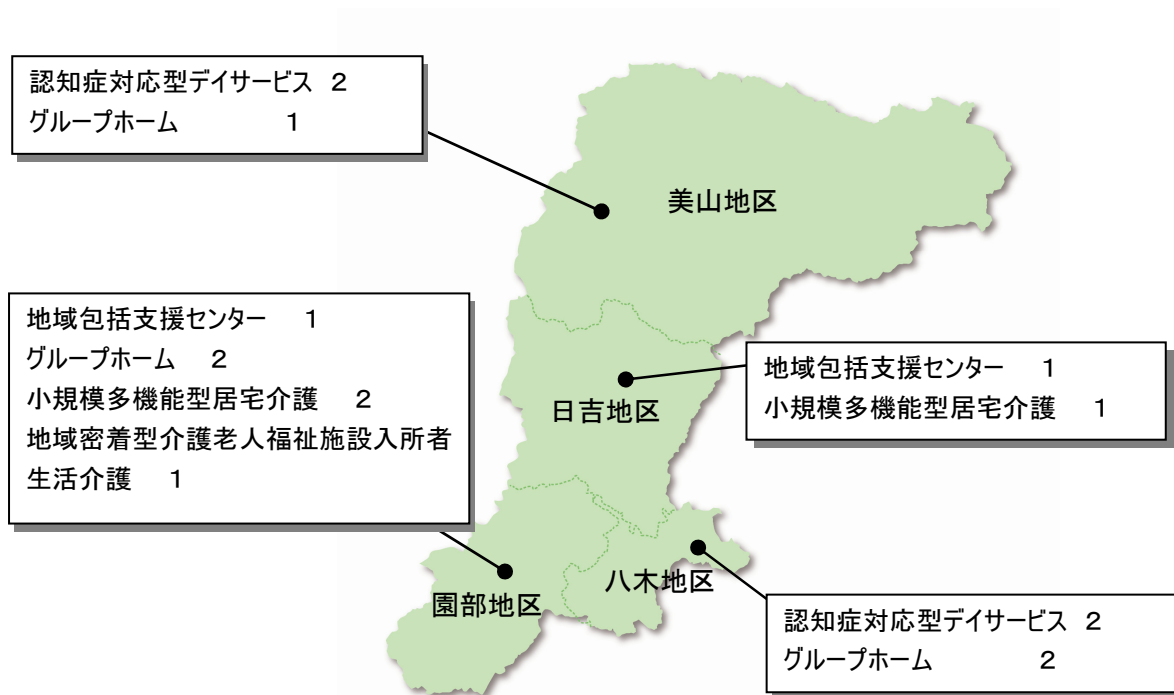 認知症対応型デイサービス 2
グループホーム 1
美山地区
地域包括支援センター 1
グループホーム 2
小規模多機能型居宅介護 2
地域密着型介護老人福祉施設入所者
生活介護 1
地域包括支援センター 1
小規模多機能型居宅介護 1
日吉地区
八木地区
園部地区
認知症対応型デイサービス 2
グループホーム 2